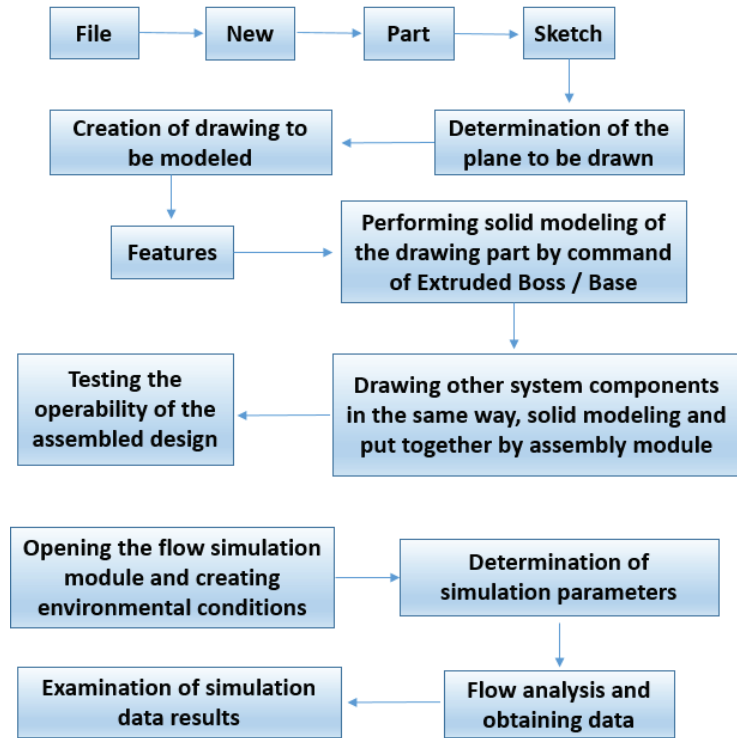 File
New
Part
Sketch
Determination of the
plane to be drawn
Creation of drawing to
be modeled
Features
Performing solid modeling of
the drawing part by command
of Extruded Boss / Base
Drawing other system components
in the same way, solid modeling and
put together by assembly module
Testing the
operability of the
assembled design
Opening the flow simulation
module and creating
environmental conditions
Determination of
simulation parameters
Flow analysis and
obtaining data
Examination of simulation
data results